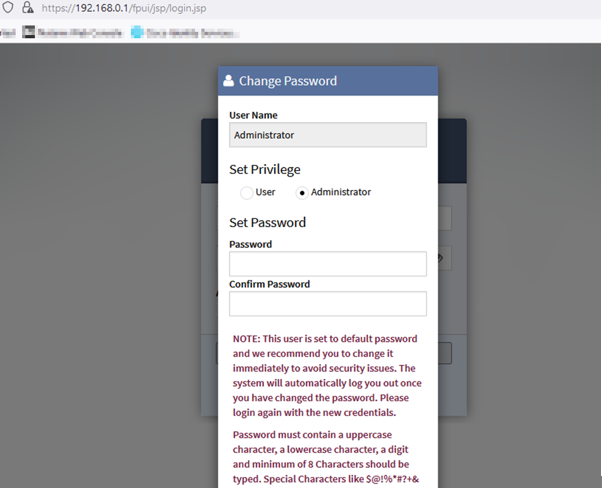 https://192.168.0.1/fpui/jsp/login.jsp
Change Password
User Name
Administrator
Set Privilege
User Administrator
Set Password
Password
Confirm Password
NOTE: This user is set to default password
and we recommend you to change it
immediately to avoid security issues. The
system will automatically log you out once
you have changed the password. Please
login again with the new credentials.
Password must contain a uppercase
character, a lowercase character, a digit
and minimum of 8 Characters should be
typed. Special Characters like $@!%*#?+&